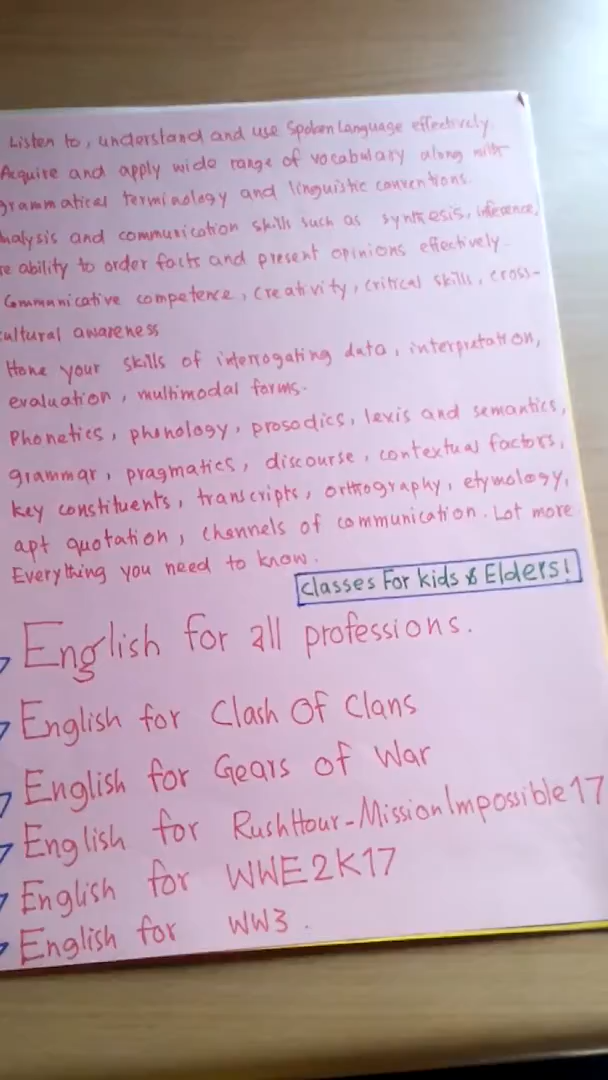 Listen to, understand and use Spoken Language effectively.
Acquire and apply wide range of vocabulary along with
grammatical terminology and linguistic conventions.
nalysis and communication skills such as synthesis, inference,
re ability to order facts and present opinions effectively.
Communicative competence, creativity, critical skills, cross-
cultural awareness
Hone your skills of interrogating data, interpretation,
evaluation, multimodal forms.
Phonetics, phonology, prosodics, lexis and semantics,
grammar, pragmatics, discourse, contextual factors,
key constituents, transcripts, orthography, etymology,
apt quotation, channels of communication. Lot more
Everything you need to know.
Classes For Kids & Elders!
English for all professions.
English for Clash Of Clans
English for Gears of War
English for RushHour-MissionImpossible17
English for WWE2K17
English for WW3.